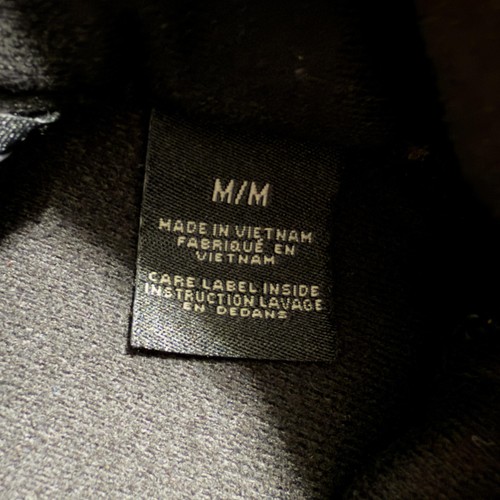 M/M
MADE IN VIETNAM
FABRIQUÉ EN
VIETNAM
CARE LABEL INSIDE
INSTRUCTION LAVAGE
EN DEDANS